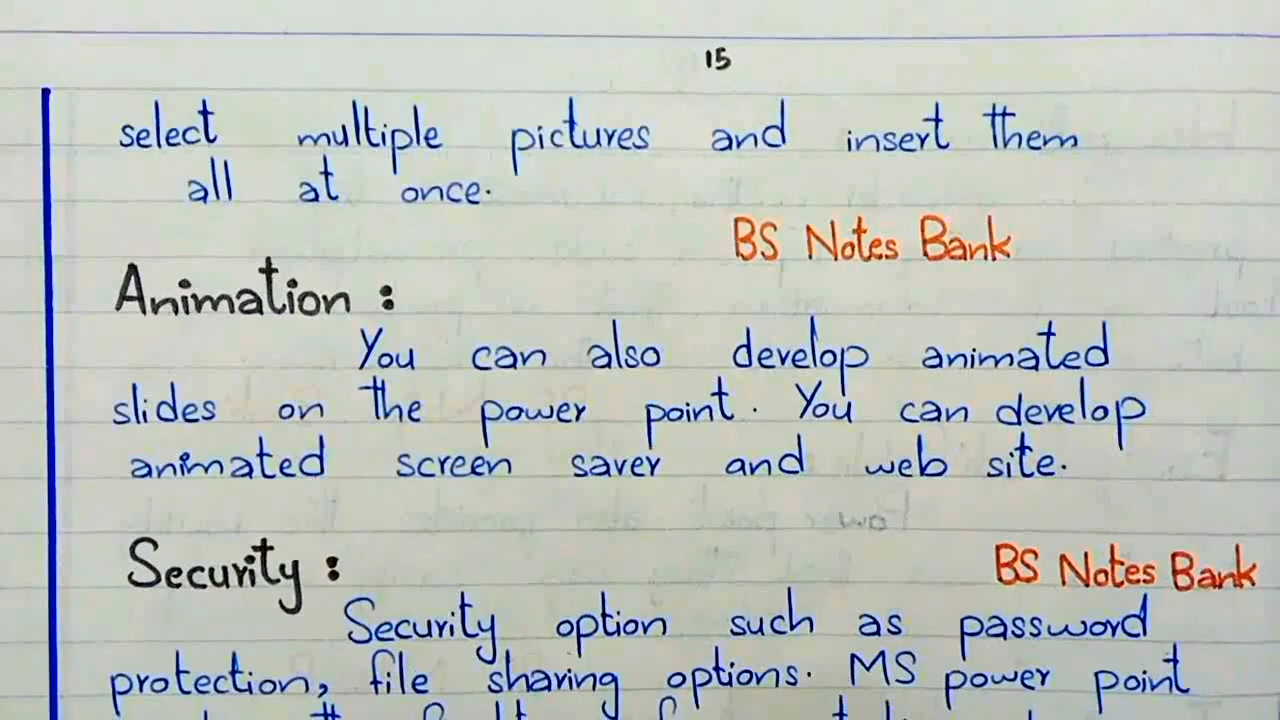 15
select multiple pictures and insert them
all at once.
BS Notes Bank
Animation :
You can also develop animated
slides on the power point. You can develop
animated screen saver and web site.
Security :
BS Notes Bank
Security option such as password
protection, file sharing options. MS power point